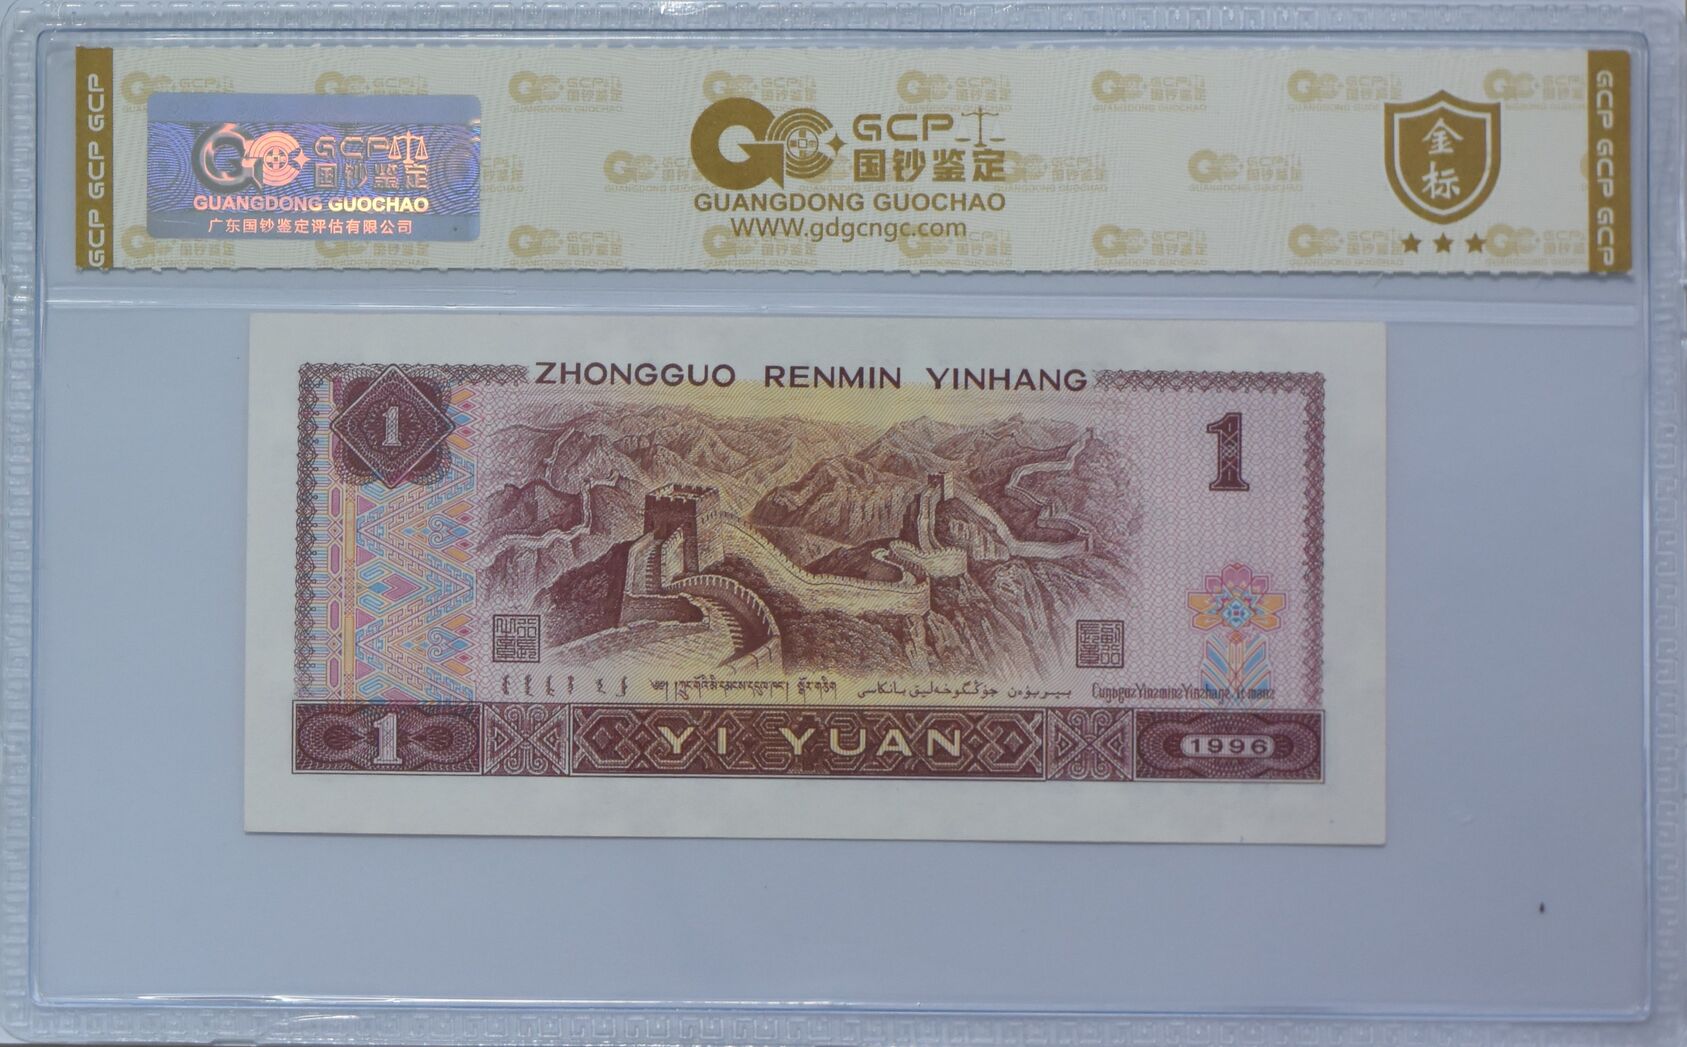 GCP GCP GCP
GCP
国钞鉴定
GUANGDONG GUOCHAO
广东国钞鉴定评估有限公司
GCP
国钞鉴定
GUANGDONG GUOCHAO
WWW.gdgcngc.com
金标
GCP GCP GCP
ZHONGGUO RENMIN YINHANG
1
1
YI YUAN
1
1996